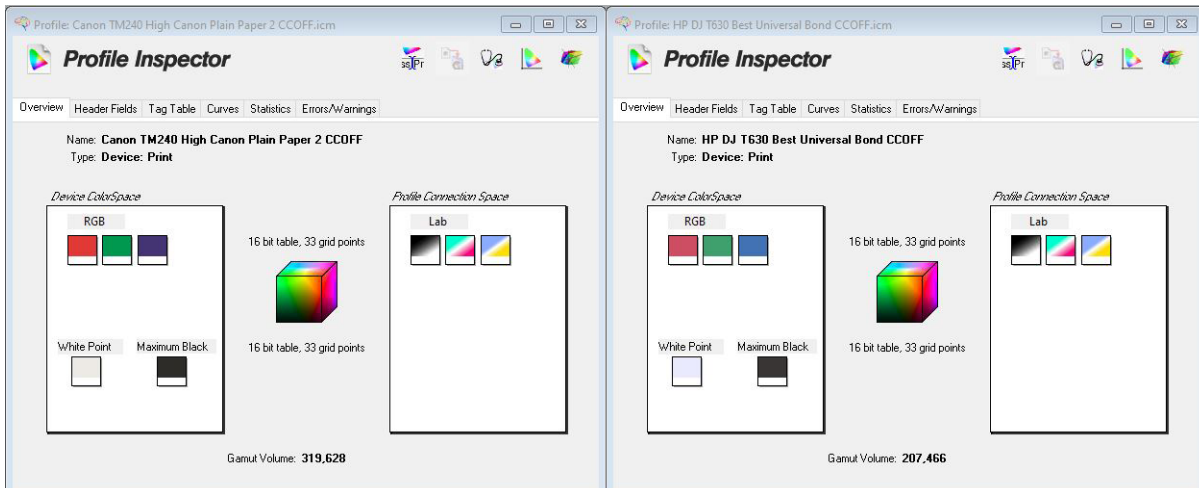 Profile: Canon TM240 High Canon Plain Paper 2 CCOFF.icm
Profile Inspector
Overview Header Fields Tag Table Curves Statistics Errors/Warnings
Name: Canon TM240 High Canon Plain Paper 2 CCOFF
Type: Device: Print
Device ColorSpace
Profile Connection Space
RGB
16 bit table, 33 grid points
Lab
White Point
Maximum Black
16 bit table, 33 grid points
Gamut Volume: 319,628
Profile: HP DJ T630 Best Universal Bond CCOFF.icm
Profile Inspector
Overview Header Fields Tag Table Curves Statistics Errors/Warnings
Name: HP DJ T630 Best Universal Bond CCOFF
Type: Device: Print
Device ColorSpace
Profile Connection Space
RGB
16 bit table, 33 grid points
Lab
White Point
Maximum Black
16 bit table, 33 grid points
Gamut Volume: 207,466